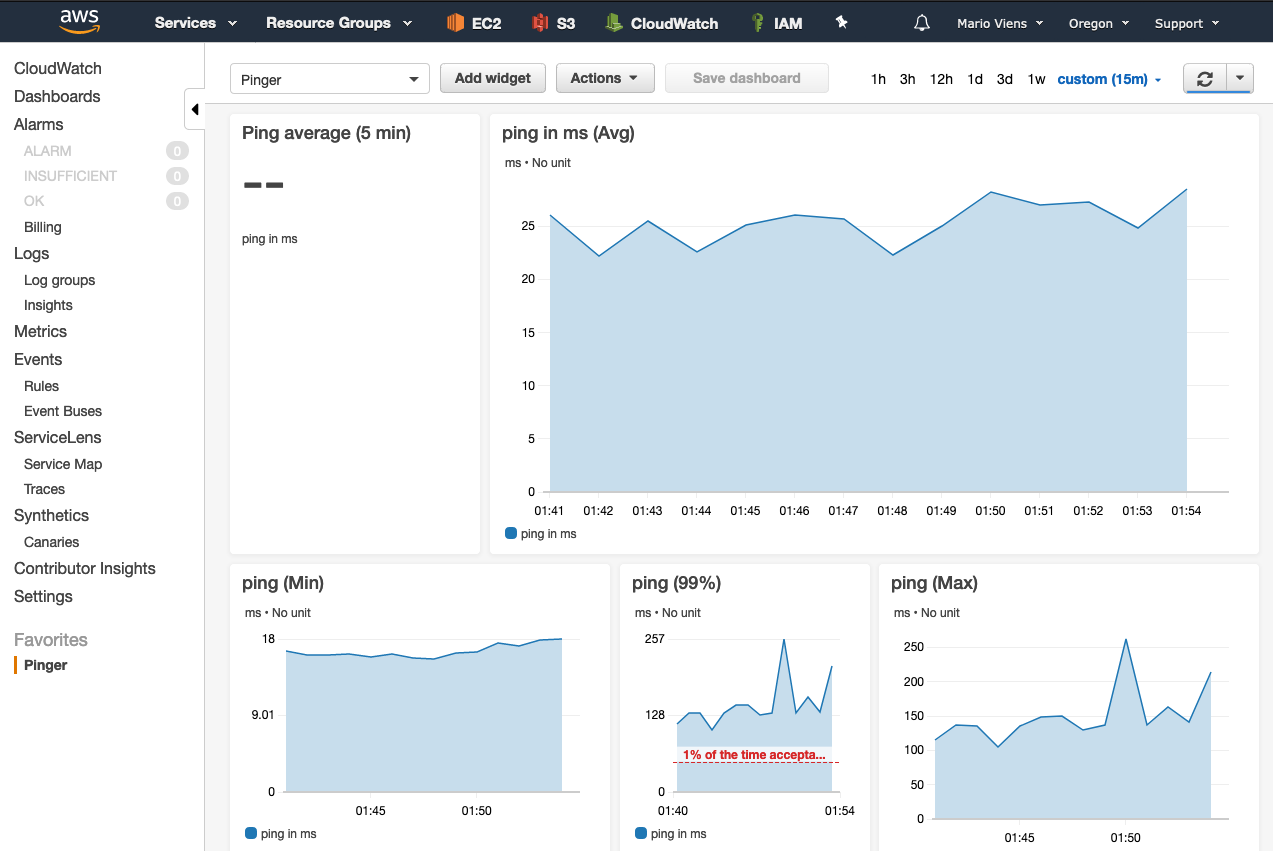 aws Services Resource Groups EC2 S3 CloudWatch IAM Mario Viens Oregon Support
CloudWatch
Dashboards
Alarms
ALARM 0
INSUFFICIENT 0
OK 0
Billing
Logs
Log groups
Insights
Metrics
Events
Rules
Event Buses
ServiceLens
Service Map
Traces
Synthetics
Canaries
Contributor Insights
Settings
Favorites
Pinger
Pinger Add widget Actions Save dashboard 1h 3h 12h 1d 3d 1w custom (15m)
Ping average (5 min)
--
ping in ms
ping in ms (Avg)
ms • No unit
25
20
15
10
5
0
01:41 01:42 01:43 01:44 01:45 01:46 01:47 01:48 01:49 01:50 01:51 01:52 01:53 01:54
ping in ms
ping (Min)
ms • No unit
18
9.01
0
01:45 01:50
ping in ms
ping (99%)
ms • No unit
257
128
1% of the time accepta...
0
01:40 01:54
ping in ms
ping (Max)
ms • No unit
250
200
150
100
50
0
01:45 01:50